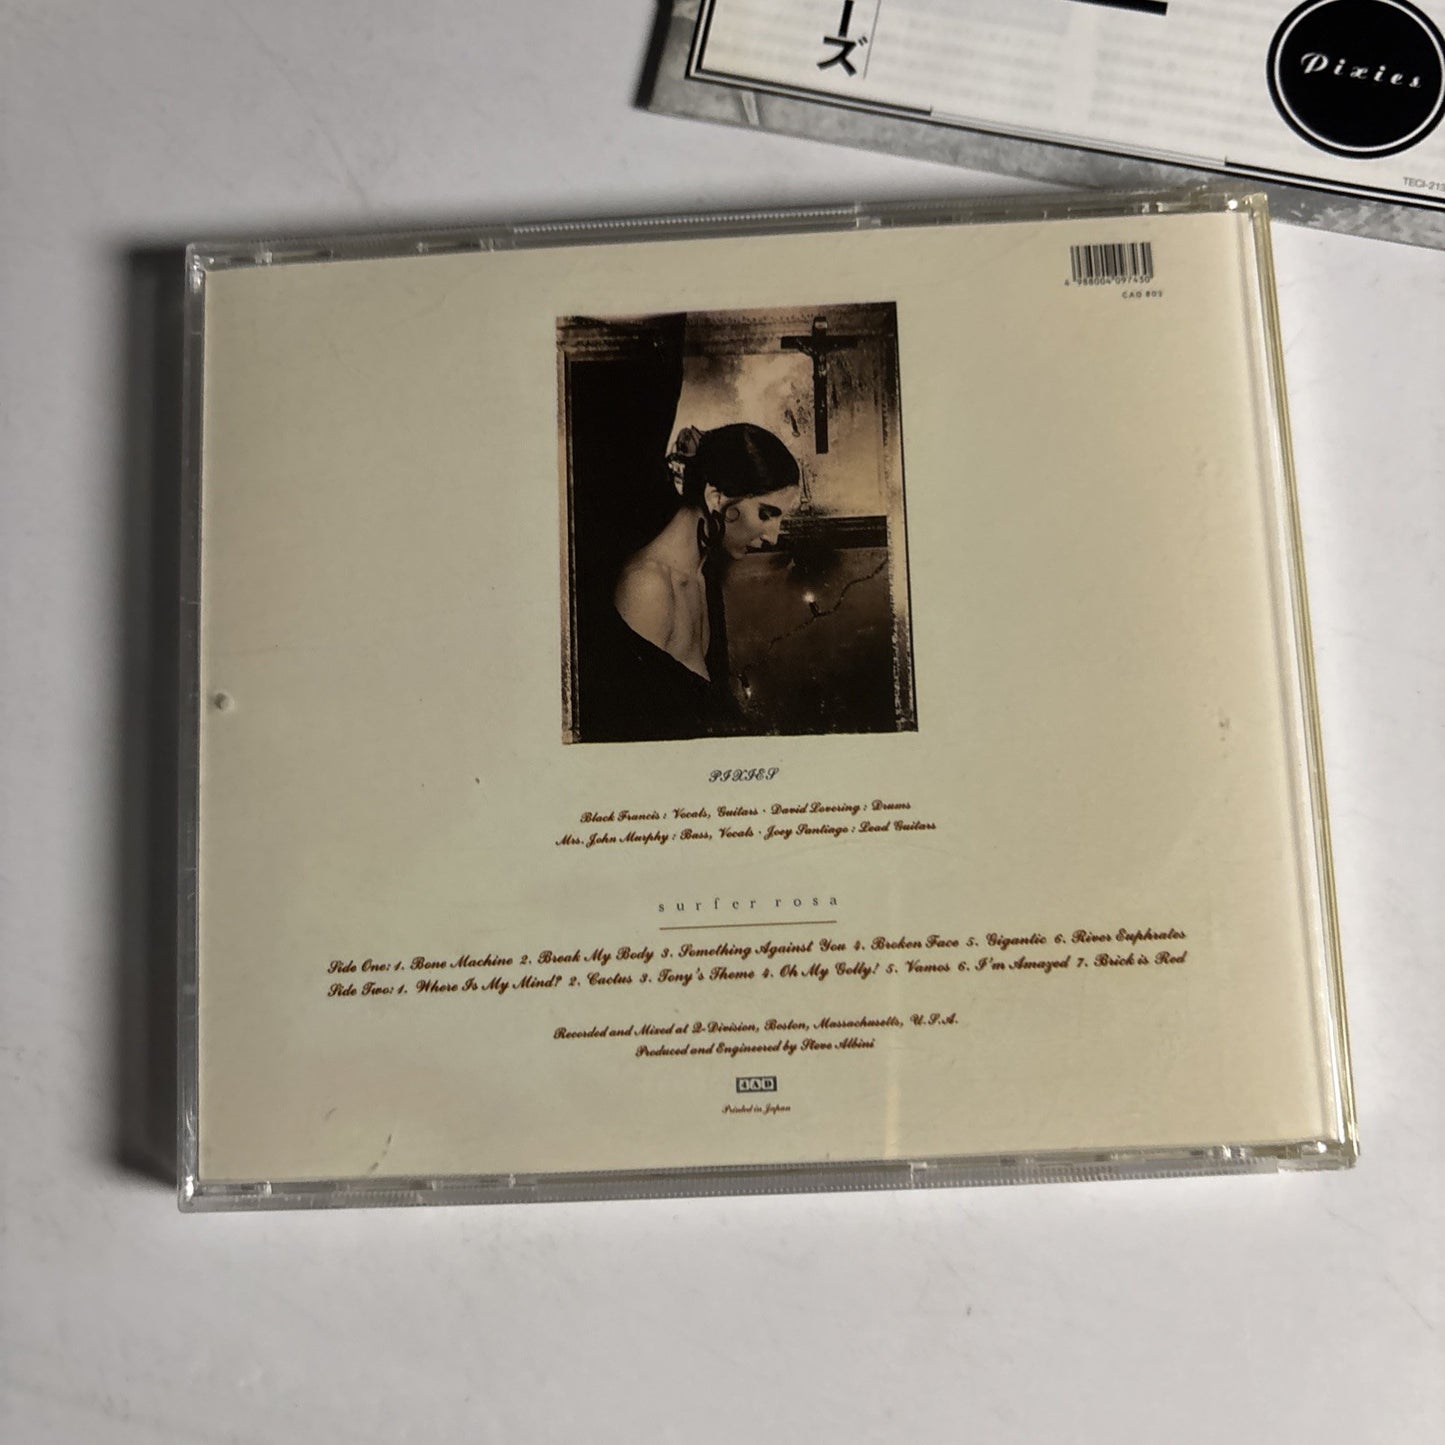 ーズ
Pixies
TECI-213
4 988004 097430
CAD 803
PIXIES
Black Francis : Vocals, Guitars · David Lovering : Drums
Mrs. John Murphy : Bass, Vocals · Joey Santiago : Lead Guitars
surfer rosa
Side One: 1. Bone Machine 2. Break My Body 3. Something Against You 4. Broken Face 5. Gigantic 6. River Euphrates
Side Two: 1. Where Is My Mind? 2. Cactus 3. Tony's Theme 4. Oh My Golly! 5. Vamos 6. I'm Amazed 7. Brick is Red
Recorded and Mixed at Q-Division, Boston, Massachusetts, U.S.A.
Produced and Engineered by Steve Albini
4AD
Printed in Japan